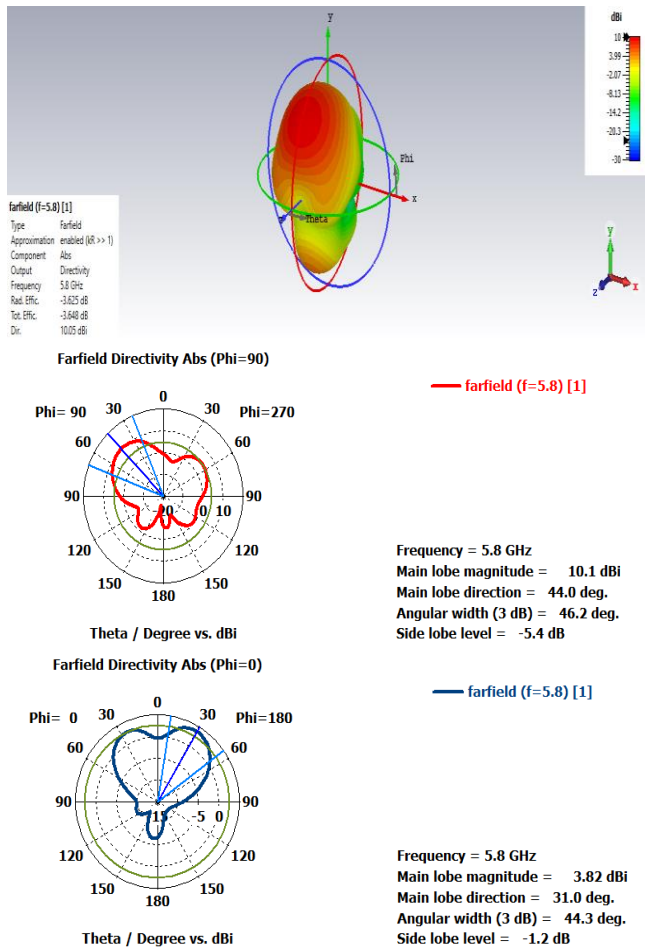 y
dBi
10
3.99
-2.07
-8.13
-14.2
-20.3
-30
Phi
x
Theta
farfield (f=5.8) [1]
Type Farfield
Approximation enabled (kR >> 1)
Component Abs
Output Directivity
Frequency 5.8 GHz
Rad. Effic. -3.625 dB
Tot. Effic. -3.648 dB
Dir. 10.05 dBi
y
z
x
Farfield Directivity Abs (Phi=90)
farfield (f=5.8) [1]
0
Phi= 90 30 30 Phi=270
60 60
90 0 10 90
120 120
150 150
180
Theta / Degree vs. dBi
Frequency = 5.8 GHz
Main lobe magnitude = 10.1 dBi
Main lobe direction = 44.0 deg.
Angular width (3 dB) = 46.2 deg.
Side lobe level = -5.4 dB
Farfield Directivity Abs (Phi=0)
farfield (f=5.8) [1]
0
Phi= 0 30 30 Phi=180
60 60
90 -5 0 90
120 120
150 150
180
Theta / Degree vs. dBi
Frequency = 5.8 GHz
Main lobe magnitude = 3.82 dBi
Main lobe direction = 31.0 deg.
Angular width (3 dB) = 44.3 deg.
Side lobe level = -1.2 dB